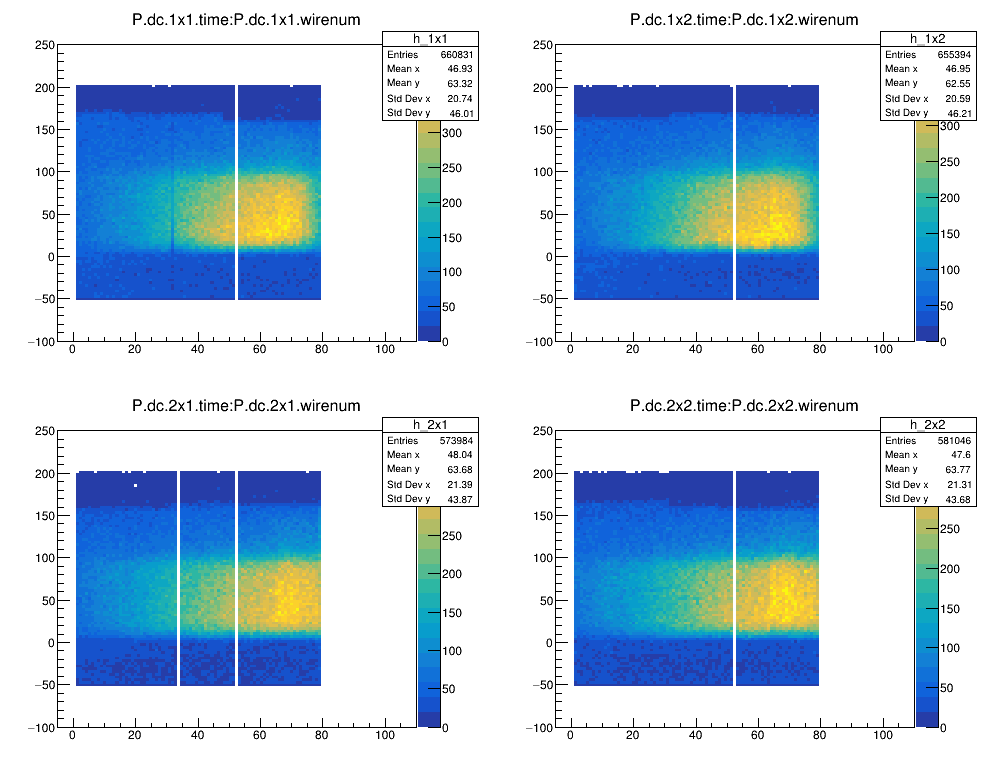 P.dc.1x1.time:P.dc.1x1.wirenum
h_1x1
Entries 660831
Mean x 46.93
Mean y 63.32
Std Dev x 20.74
Std Dev y 46.01
250
200
150
100
50
0
−50
−100
0 20 40 60 80 100
300
250
200
150
100
50
0
P.dc.1x2.time:P.dc.1x2.wirenum
h_1x2
Entries 655394
Mean x 46.95
Mean y 62.55
Std Dev x 20.59
Std Dev y 46.21
250
200
150
100
50
0
−50
−100
0 20 40 60 80 100
300
250
200
150
100
50
0
P.dc.2x1.time:P.dc.2x1.wirenum
h_2x1
Entries 573984
Mean x 48.04
Mean y 63.68
Std Dev x 21.39
Std Dev y 43.87
250
200
150
100
50
0
−50
−100
0 20 40 60 80 100
250
200
150
100
50
0
P.dc.2x2.time:P.dc.2x2.wirenum
h_2x2
Entries 581046
Mean x 47.6
Mean y 63.77
Std Dev x 21.31
Std Dev y 43.68
250
200
150
100
50
0
−50
−100
0 20 40 60 80 100
250
200
150
100
50
0